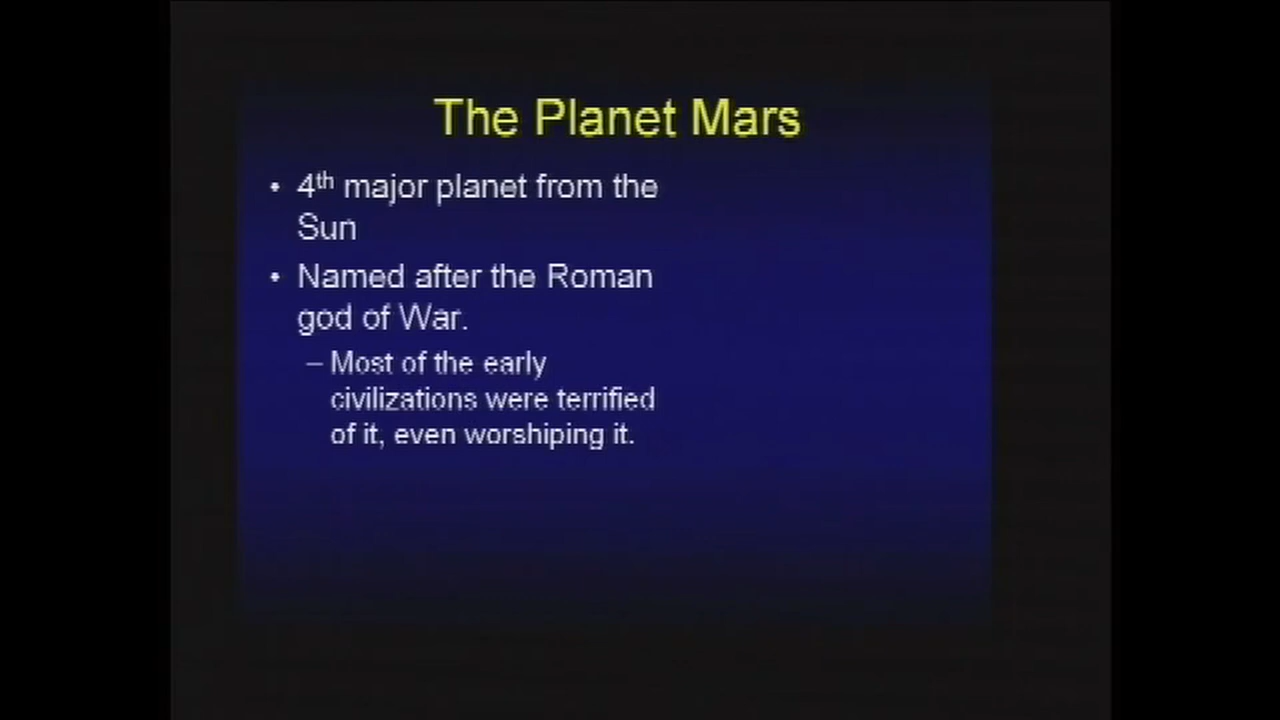 The Planet Mars
• 4th major planet from the
Sun
• Named after the Roman
god of War.
– Most of the early
civilizations were terrified
of it, even worshiping it.